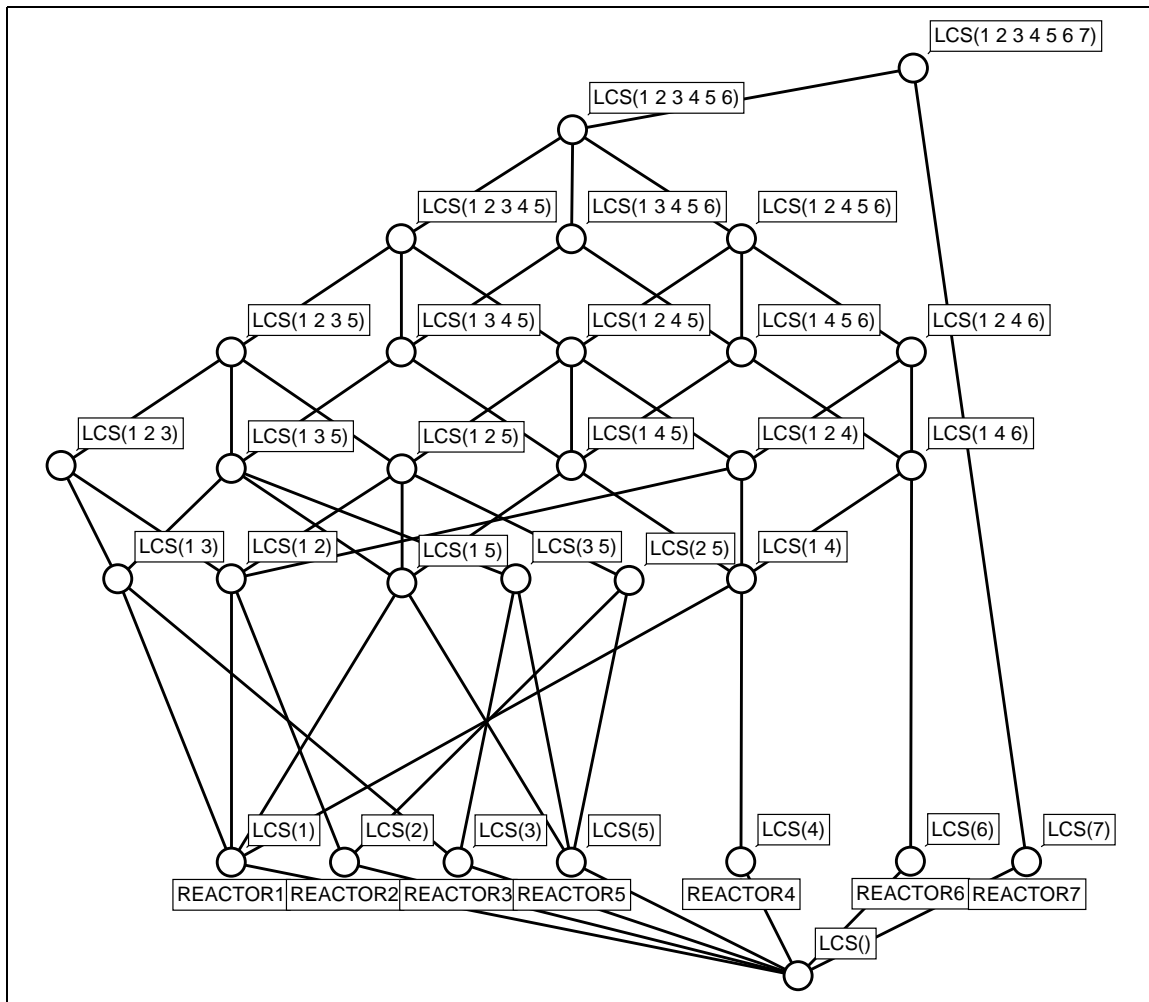 LCS(1 2 3 4 5 6 7)
LCS(1 2 3 4 5 6)
LCS(1 2 3 4 5)
LCS(1 3 4 5 6)
LCS(1 2 4 5 6)
LCS(1 2 3 5)
LCS(1 3 4 5)
LCS(1 2 4 5)
LCS(1 4 5 6)
LCS(1 2 4 6)
LCS(1 2 3)
LCS(1 3 5)
LCS(1 2 5)
LCS(1 4 5)
LCS(1 2 4)
LCS(1 4 6)
LCS(1 3)
LCS(1 2)
LCS(1 5)
LCS(3 5)
LCS(2 5)
LCS(1 4)
LCS(1)
LCS(2)
LCS(3)
LCS(5)
LCS(4)
LCS(6)
LCS(7)
REACTOR1
REACTOR2
REACTOR3
REACTOR5
REACTOR4
REACTOR6
REACTOR7
LCS()